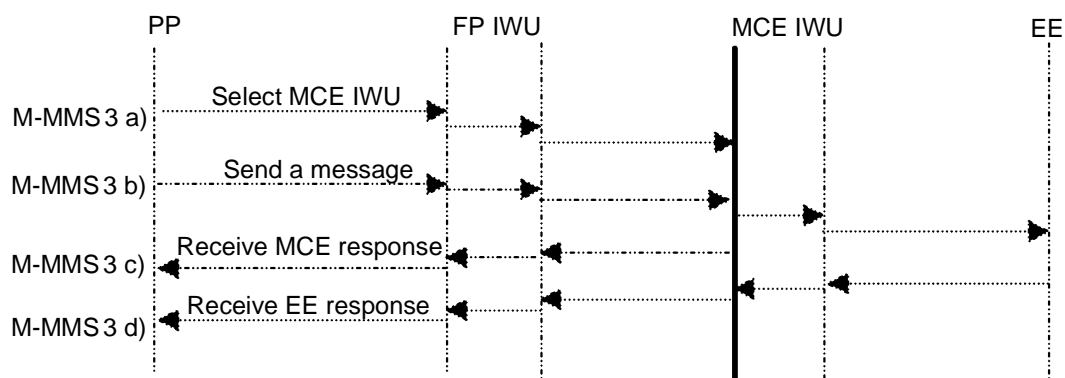 PP FP IWU MCE IWU EE
M-MMS 3 a) Select MCE IWU
M-MMS 3 b) Send a message
M-MMS 3 c) Receive MCE response
M-MMS 3 d) Receive EE response